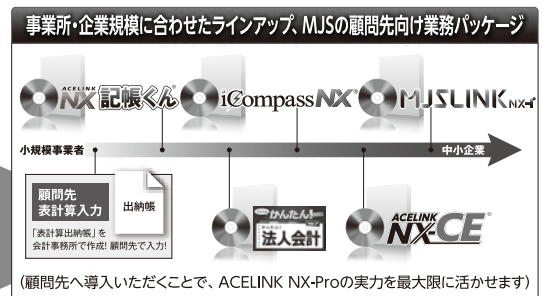 事業所・企業規模に合わせたラインアップ、MJSの顧問先向け業務パッケージ
ACELINK
NX 記帳くん®
iCompassNX®
MJSLINK NX-I
小規模事業者
中小企業
顧問先
表計算入力
出納帳
「表計算出納帳」を
会計事務所で作成! 顧問先で入力!
かんたん!
法人会計
ACELINK
NX-CE®
(顧問先へ導入いただくことで、ACELINK NX-Proの実力を最大限に活かせます)